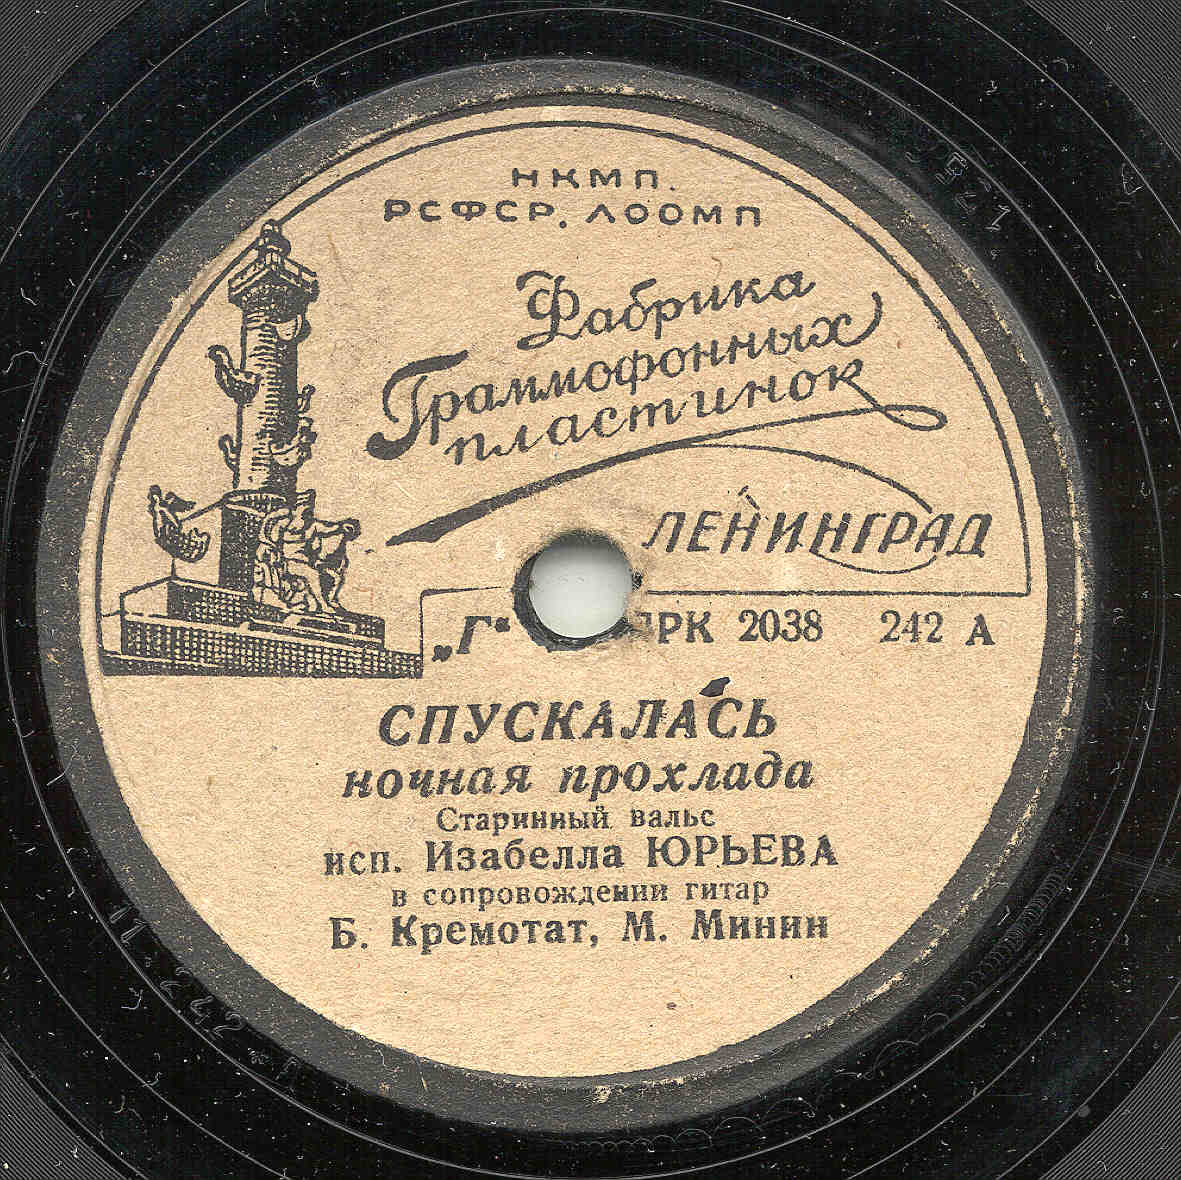 НКМП.
РСФСР. ЛООМП
Фабрика
Граммофонных
пластинок
ЛЕНИНГРАД
„Г“ ПРК 2038 242 А
СПУСКАЛАСЬ
ночная прохлада
Старинный вальс
исп. Изабелла ЮРЬЕВА
в сопровождении гитар
Б. Кремотат, М. Минин